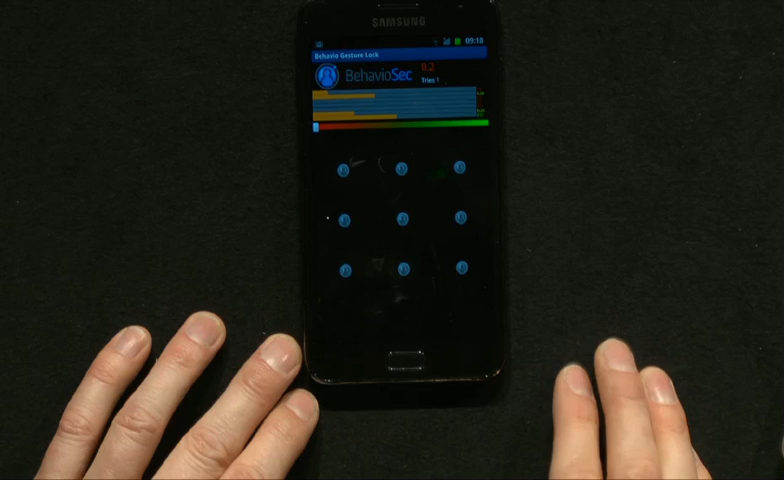 SAMSUNG
09:18
Behavio Gesture Lock
BehavioSec
0.2
Tries 1